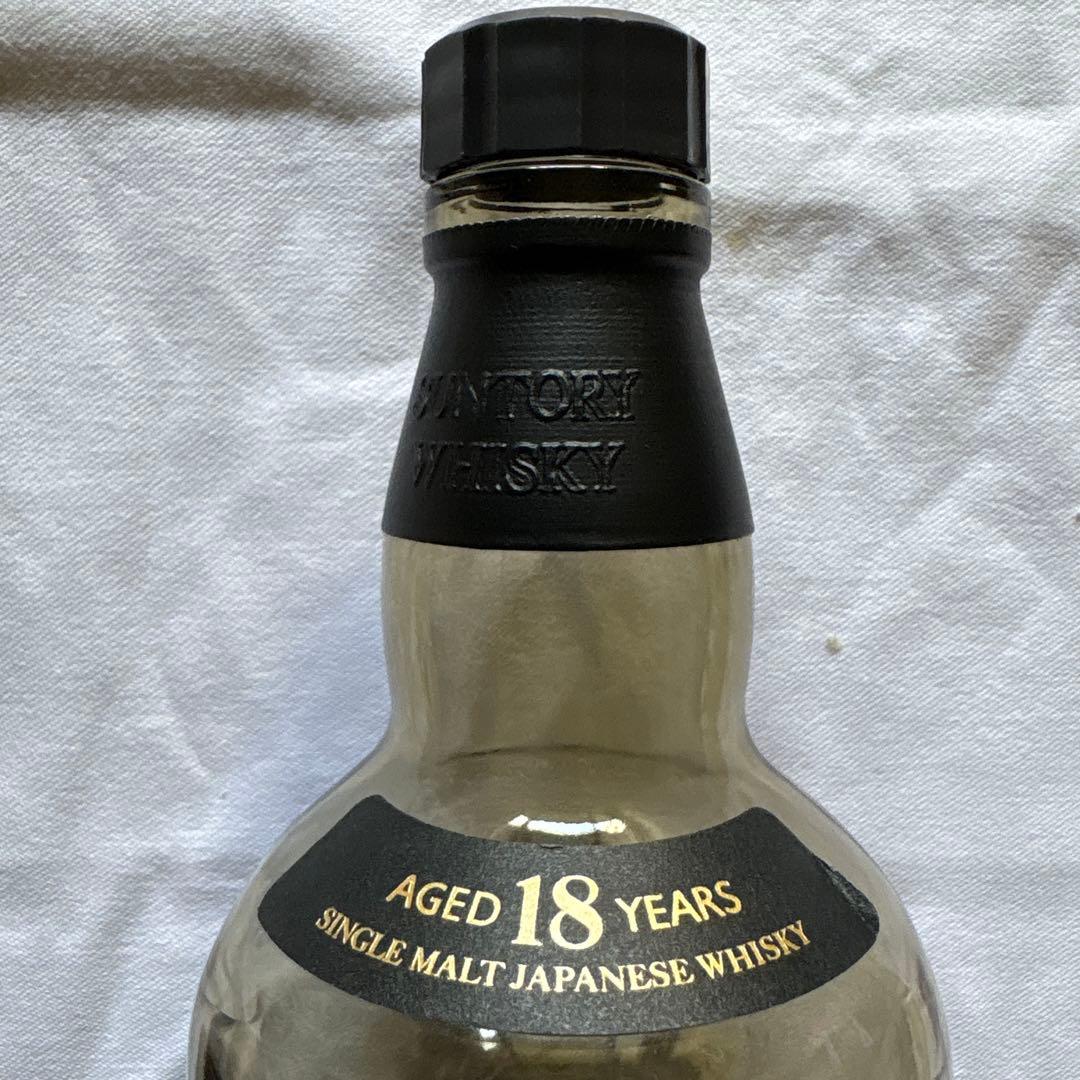 SUNTORY
WHISKY
AGED 18 YEARS
SINGLE MALT JAPANESE WHISKY